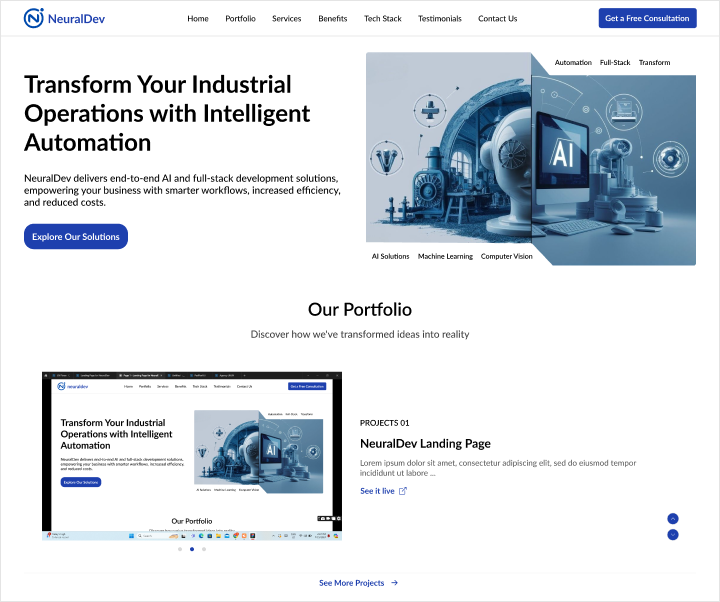 NeuralDev
Home Portfolio Services Benefits Tech Stack Testimonials Contact Us
Get a Free Consultation
Automation Full-Stack Transform
Transform Your Industrial
Operations with Intelligent
Automation
NeuralDev delivers end-to-end AI and full-stack development solutions,
empowering your business with smarter workflows, increased efficiency,
and reduced costs.
Explore Our Solutions
AI
AI Solutions Machine Learning Computer Vision
Our Portfolio
Discover how we've transformed ideas into reality
neuraldev
Home Portfolio Services Benefits Tech Stack Testimonials Contact Us
Get a Free Consultation
Automation Full-Stack Transform
Transform Your Industrial
Operations with Intelligent
Automation
NeuralDev delivers end-to-end AI and full-stack development solutions,
empowering your business with smarter workflows, increased efficiency,
and reduced costs.
Explore Our Solutions
AI
AI Solutions Machine Learning Computer Vision
Our Portfolio
Search
PROJECTS 01
NeuralDev Landing Page
Lorem ipsum dolor sit amet, consectetur adipiscing elit, sed do eiusmod tempor
incididunt ut labore ...
See it live
See More Projects